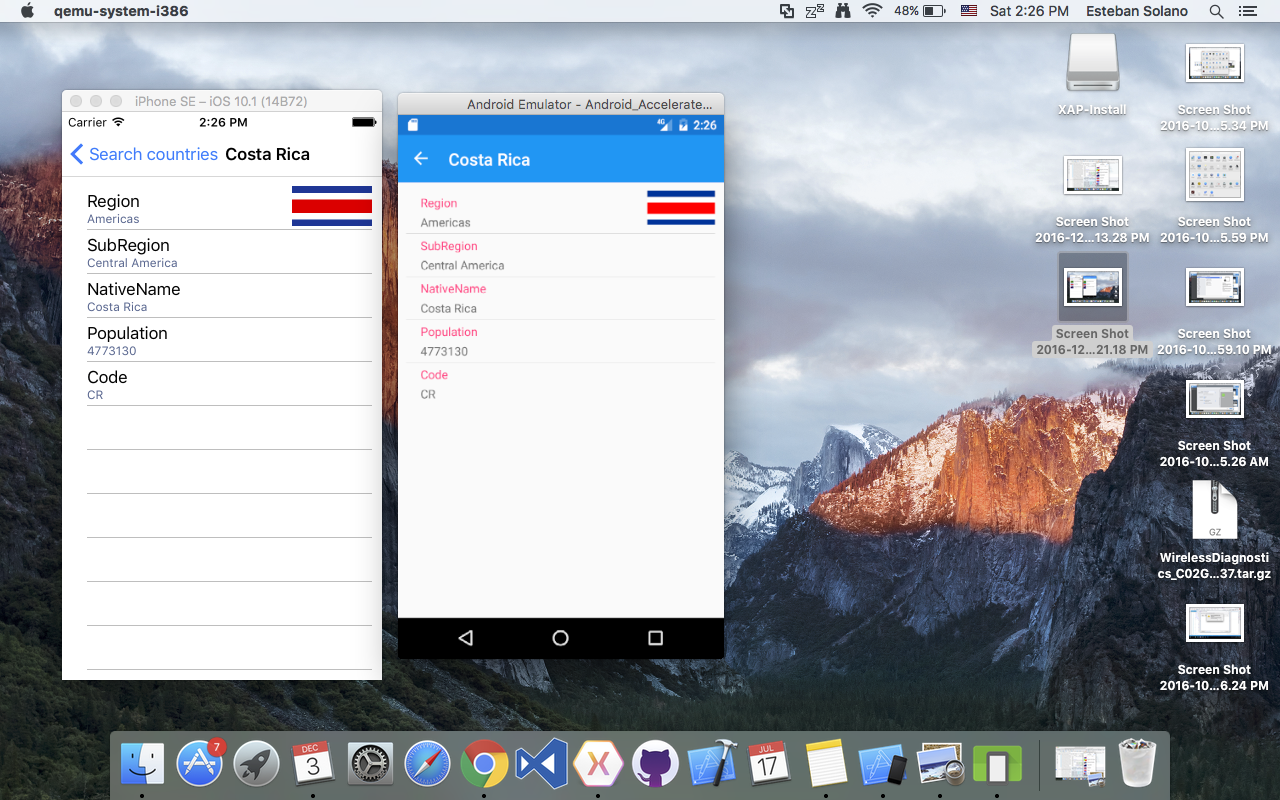 qemu-system-i386
48%
Sat 2:26 PM
Esteban Solano
iPhone SE – iOS 10.1 (14B72)
Carrier
2:26 PM
Search countries
Costa Rica
Region
Americas
SubRegion
Central America
NativeName
Costa Rica
Population
4773130
Code
CR
Android Emulator - Android_Accelerate...
4G
2:26
Costa Rica
Region
Americas
SubRegion
Central America
NativeName
Costa Rica
Population
4773130
Code
CR
XAP-Install
Screen Shot
2016-10...5.34 PM
Screen Shot
2016-12...13.28 PM
Screen Shot
2016-10...5.59 PM
Screen Shot
2016-12...21.18 PM
Screen Shot
2016-10...59.10 PM
Screen Shot
2016-10...5.26 AM
GZ
WirelessDiagnosti
cs_C02G...37.tar.gz
Screen Shot
2016-10...6.24 PM
7
DEC
3
JUL
17